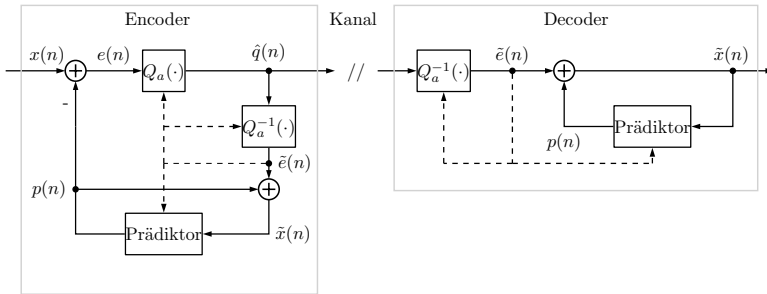 Encoder
Kanal
Decoder
x(n)
e(n)
Q_a(·)
q̂(n)
//
Q_a^{-1}(·)
ẽ(n)
x̃(n)
-
Q_a^{-1}(·)
ẽ(n)
p(n)
Prädiktor
x̃(n)
Prädiktor
p(n)